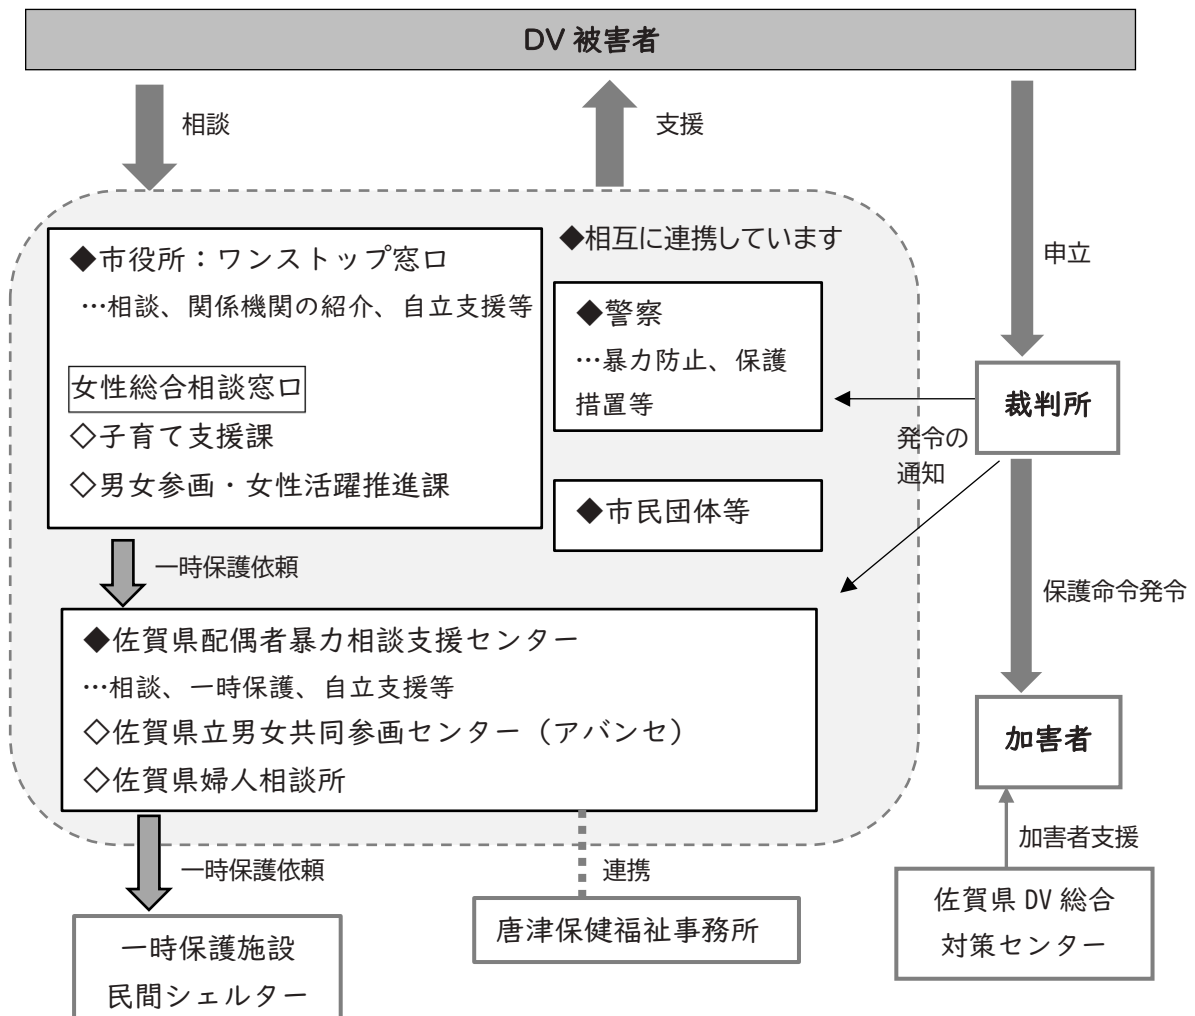 DV 被害者
相談
支援
申立
◆市役所：ワンストップ窓口
…相談、関係機関の紹介、自立支援等
女性総合相談窓口
◇子育て支援課
◇男女参画・女性活躍推進課
◆相互に連携しています
◆警察
…暴力防止、保護
措置等
◆市民団体等
裁判所
発令の
通知
一時保護依頼
保護命令発令
◆佐賀県配偶者暴力相談支援センター
…相談、一時保護、自立支援等
◇佐賀県立男女共同参画センター（アバンセ）
◇佐賀県婦人相談所
加害者
加害者支援
一時保護依頼
連携
一時保護施設
民間シェルター
唐津保健福祉事務所
佐賀県 DV 総合
対策センター